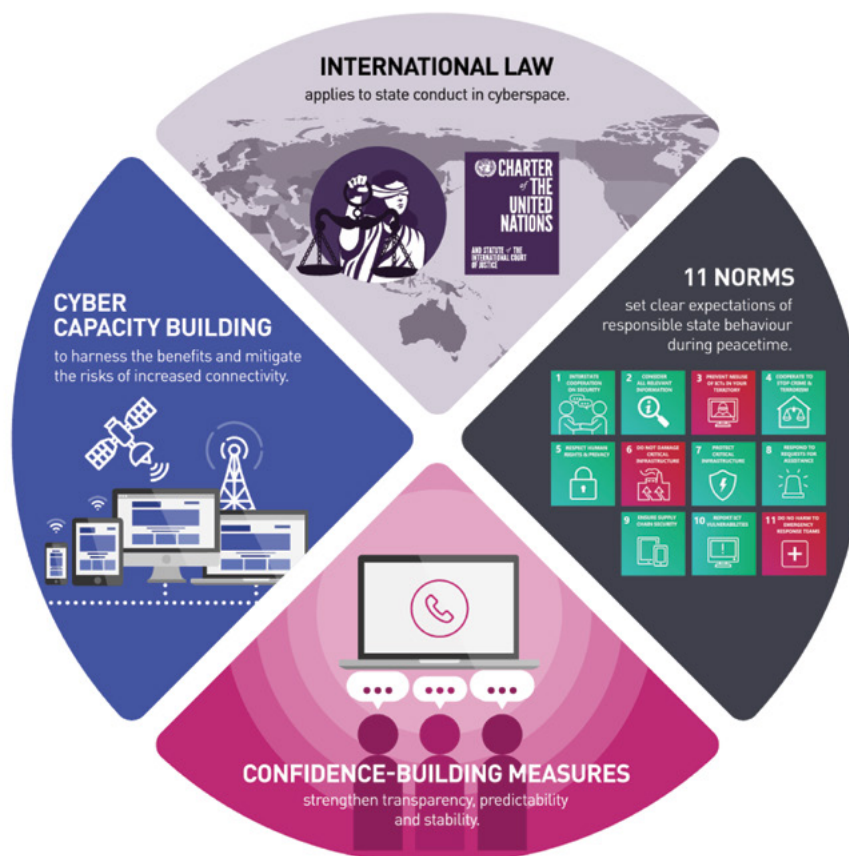 INTERNATIONAL LAW
applies to state conduct in cyberspace.
CHARTER
of THE
UNITED
NATIONS
AND STATUTE of THE
INTERNATIONAL COURT
OF JUSTICE
CYBER
CAPACITY BUILDING
to harness the benefits and mitigate
the risks of increased connectivity.
11 NORMS
set clear expectations of
responsible state behaviour
during peacetime.
1 INTERSTATE
COOPERATION
ON SECURITY
2 CONSIDER
ALL RELEVANT
INFORMATION
3 PREVENT MISUSE
OF ICTs IN YOUR
TERRITORY
4 COOPERATE TO
STOP CRIME &
TERRORISM
5 RESPECT HUMAN
RIGHTS & PRIVACY
6 DO NOT DAMAGE
CRITICAL
INFRASTRUCTURE
7 PROTECT
CRITICAL
INFRASTRUCTURE
8 RESPOND TO
REQUESTS FOR
ASSISTANCE
9 ENSURE SUPPLY
CHAIN SECURITY
10 REPORT ICT
VULNERABILITIES
11 DO NO HARM TO
EMERGENCY
RESPONSE TEAMS
CONFIDENCE-BUILDING MEASURES
strengthen transparency, predictability
and stability.